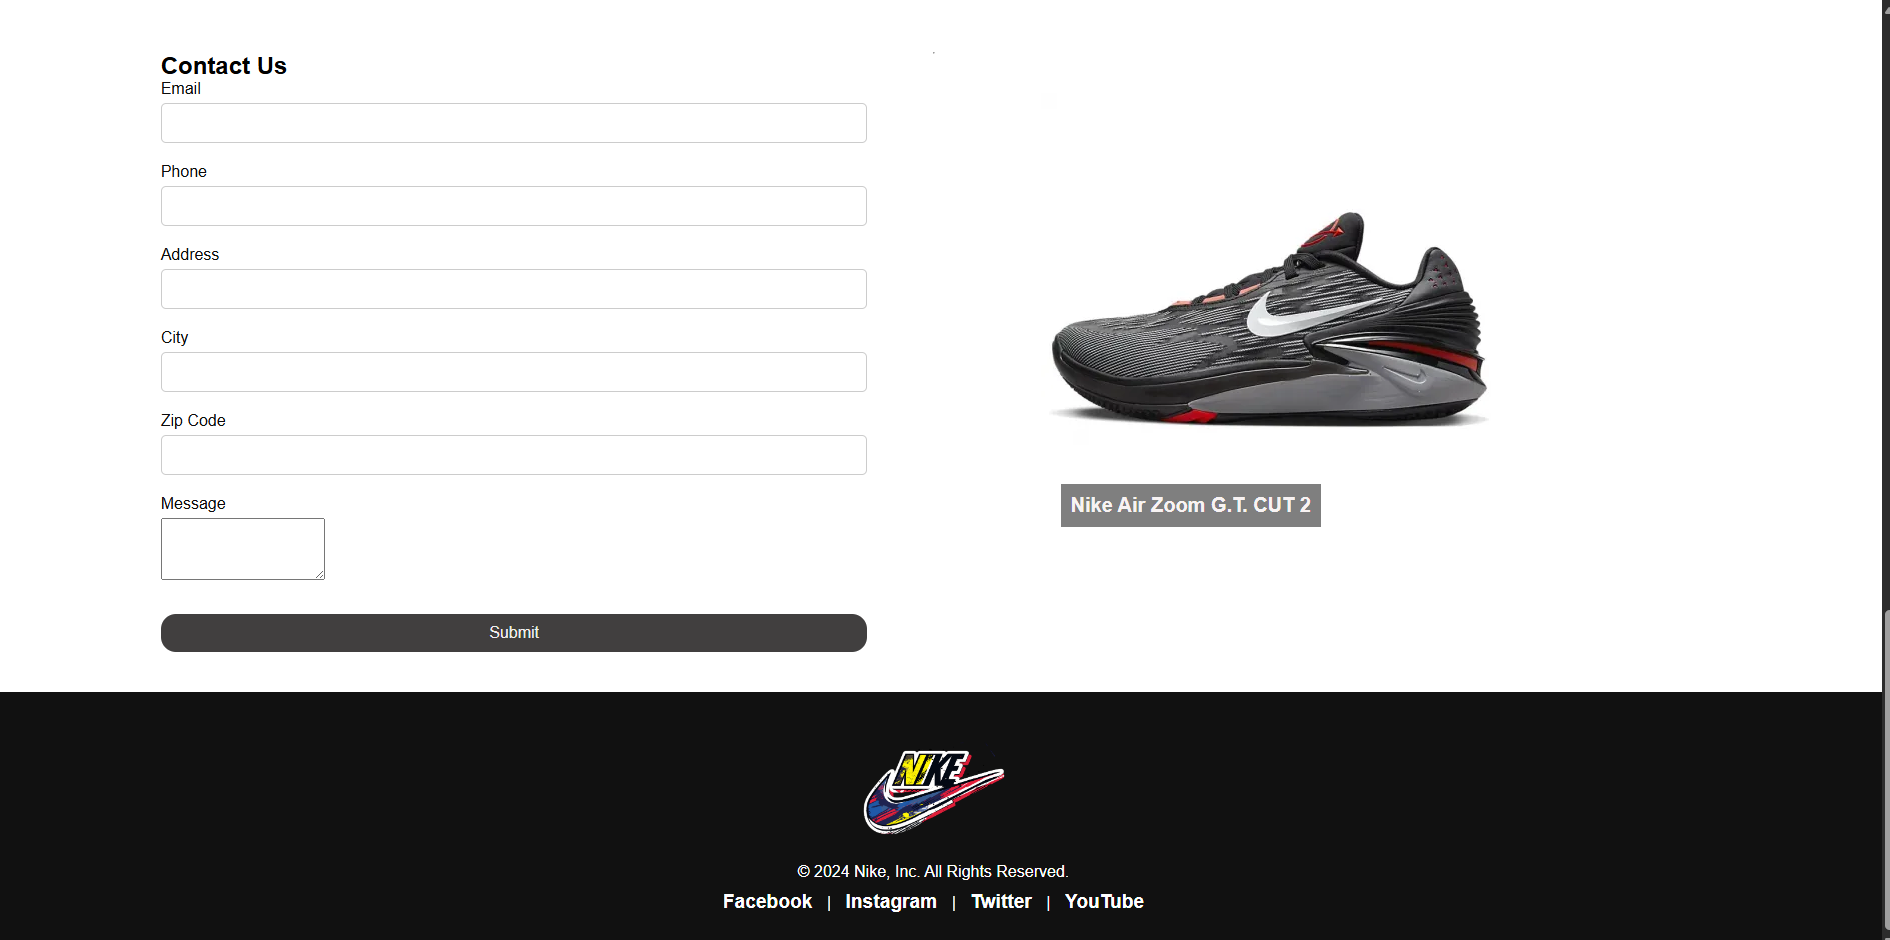 Contact Us
Email
Phone
Address
City
Zip Code
Message
Submit
Nike Air Zoom G.T. CUT 2
NIKE
© 2024 Nike, Inc. All Rights Reserved.
Facebook | Instagram | Twitter | YouTube